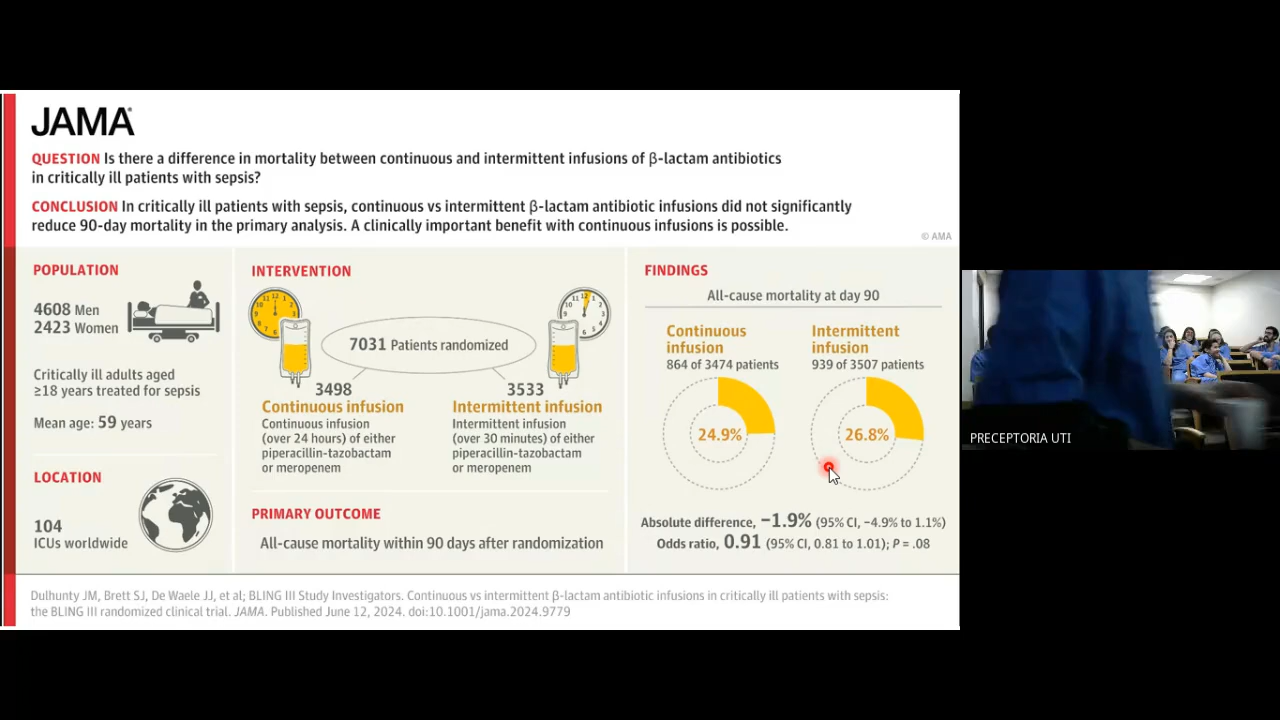 JAMA®
QUESTION Is there a difference in mortality between continuous and intermittent infusions of β-lactam antibiotics
in critically ill patients with sepsis?
CONCLUSION In critically ill patients with sepsis, continuous vs intermittent β-lactam antibiotic infusions did not significantly
reduce 90-day mortality in the primary analysis. A clinically important benefit with continuous infusions is possible.
© AMA
POPULATION
4608 Men
2423 Women
Critically ill adults aged
≥18 years treated for sepsis
Mean age: 59 years
LOCATION
104
ICUs worldwide
INTERVENTION
7031 Patients randomized
3498
Continuous infusion
Continuous infusion
(over 24 hours) of either
piperacillin-tazobactam
or meropenem
3533
Intermittent infusion
Intermittent infusion
(over 30 minutes) of either
piperacillin-tazobactam
or meropenem
PRIMARY OUTCOME
All-cause mortality within 90 days after randomization
FINDINGS
All-cause mortality at day 90
Continuous
infusion
864 of 3474 patients
24.9%
Intermittent
infusion
939 of 3507 patients
26.8%
Absolute difference, −1.9% (95% CI, −4.9% to 1.1%)
Odds ratio, 0.91 (95% CI, 0.81 to 1.01); P = .08
Dulhunty JM, Brett SJ, De Waele JJ, et al; BLING III Study Investigators. Continuous vs intermittent β-lactam antibiotic infusions in critically ill patients with sepsis:
the BLING III randomized clinical trial. JAMA. Published June 12, 2024. doi:10.1001/jama.2024.9779
PRECEPTORIA UTI